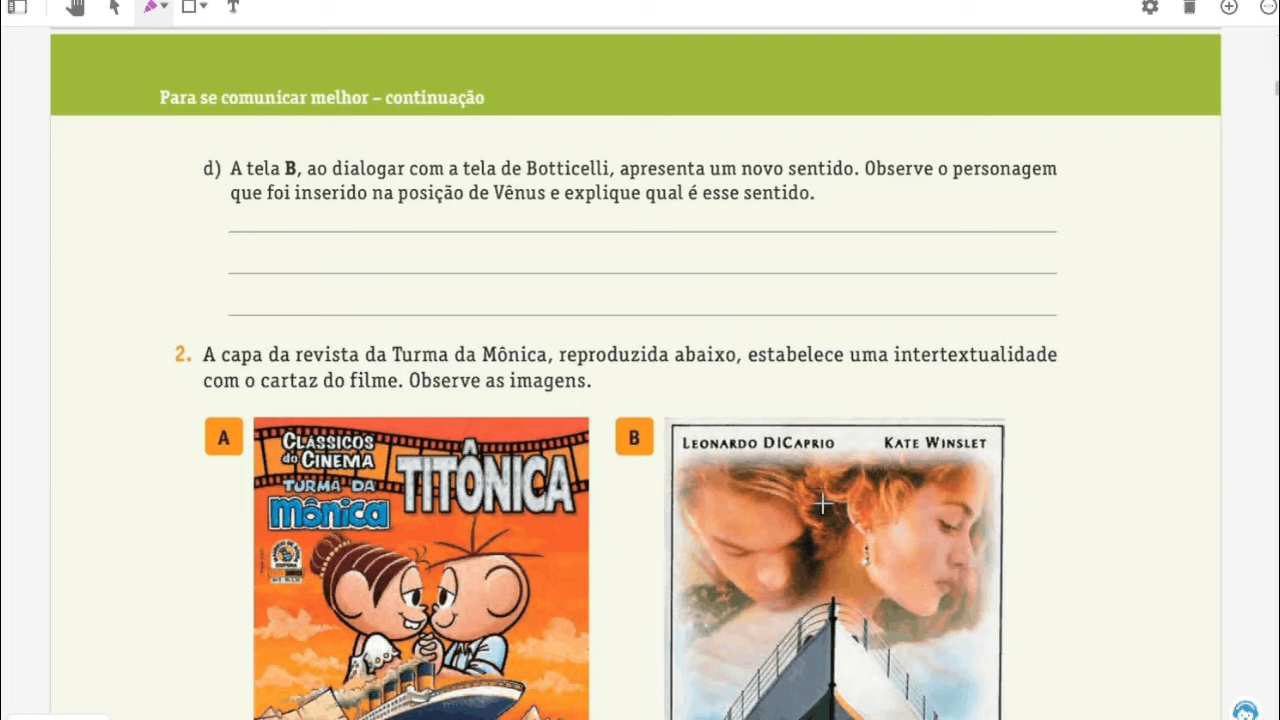 Para se comunicar melhor – continuação
d) A tela B, ao dialogar com a tela de Botticelli, apresenta um novo sentido. Observe o personagem
que foi inserido na posição de Vênus e explique qual é esse sentido.
2. A capa da revista da Turma da Mônica, reproduzida abaixo, estabelece uma intertextualidade
com o cartaz do filme. Observe as imagens.
A
CLÁSSICOS
do CINEMA
TURMA DA
Mônica
TITÔNICA
B
LEONARDO DICAPRIO KATE WINSLET